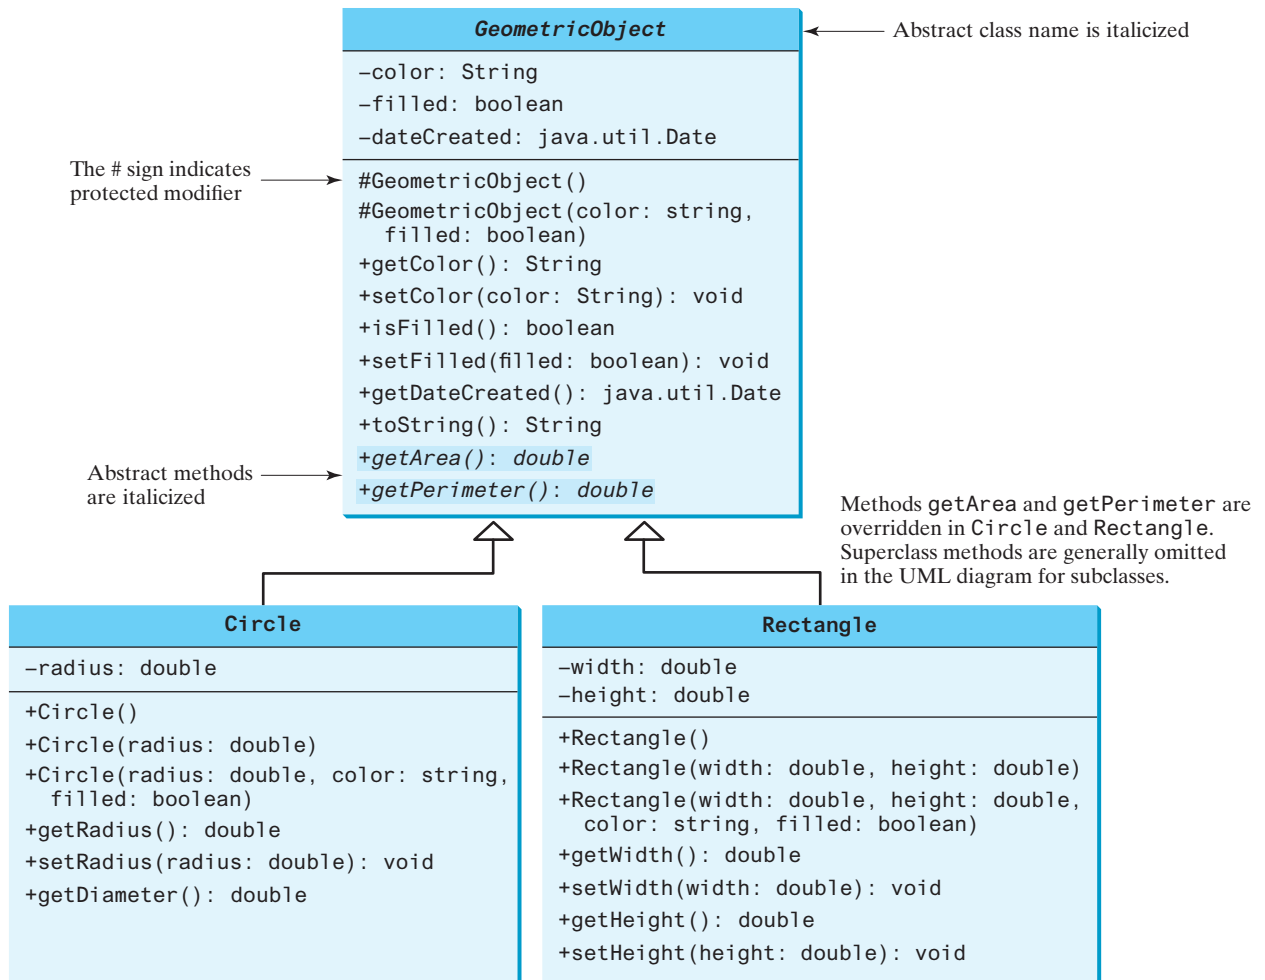 GeometricObject
Abstract class name is italicized
–color: String
–filled: boolean
–dateCreated: java.util.Date
The # sign indicates
protected modifier
#GeometricObject()
#GeometricObject(color: string,
filled: boolean)
+getColor(): String
+setColor(color: String): void
+isFilled(): boolean
+setFilled(filled: boolean): void
+getDateCreated(): java.util.Date
+toString(): String
Abstract methods
are italicized
+getArea(): double
+getPerimeter(): double
Methods getArea and getPerimeter are
overridden in Circle and Rectangle.
Superclass methods are generally omitted
in the UML diagram for subclasses.
Circle
–radius: double
+Circle()
+Circle(radius: double)
+Circle(radius: double, color: string,
filled: boolean)
+getRadius(): double
+setRadius(radius: double): void
+getDiameter(): double
Rectangle
–width: double
–height: double
+Rectangle()
+Rectangle(width: double, height: double)
+Rectangle(width: double, height: double,
color: string, filled: boolean)
+getWidth(): double
+setWidth(width: double): void
+getHeight(): double
+setHeight(height: double): void